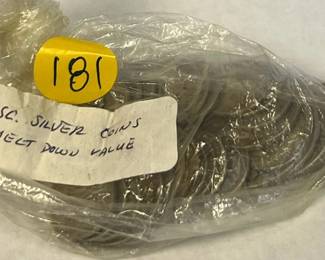 181
SC. SILVER COINS
MELT DOWN VALUE